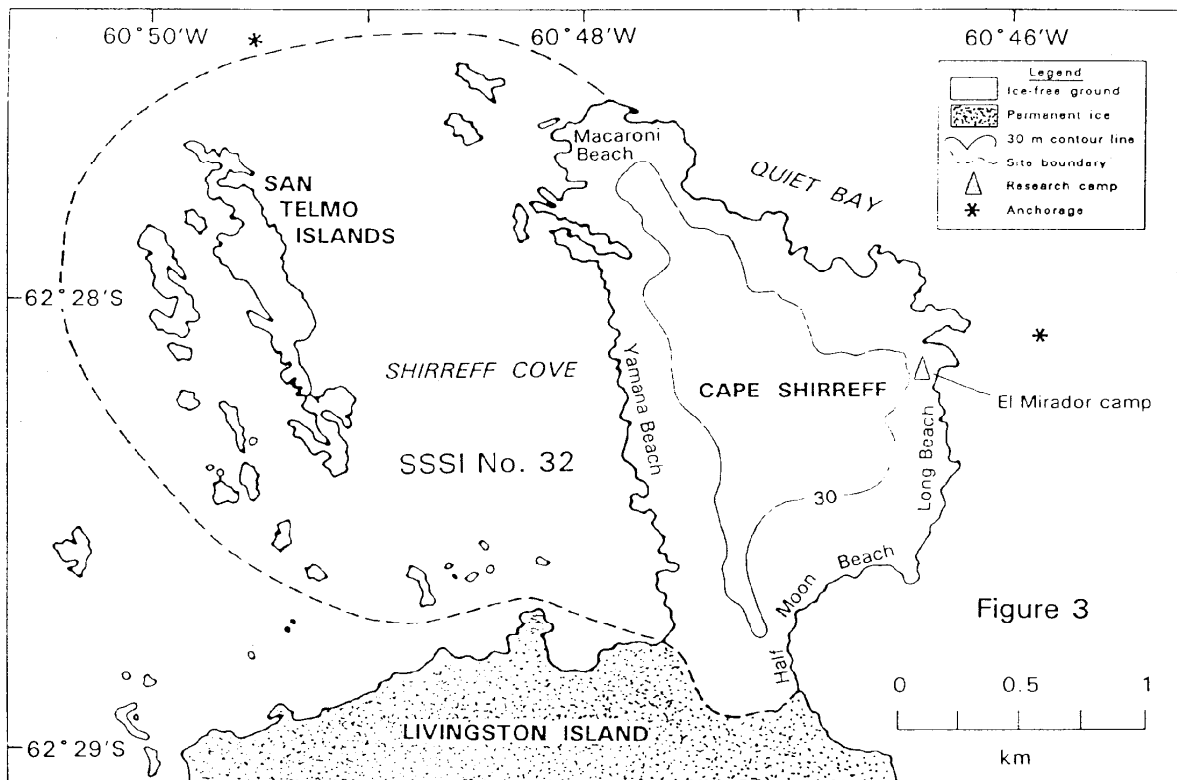 60°50'W
60°48'W
60°46'W
Legend
Ice-free ground
Permanent ice
30 m contour line
Site boundary
Research camp
Anchorage
Macaroni
Beach
QUIET BAY
SAN
TELMO
ISLANDS
62°28'S
SHIRREFF COVE
Yamana Beach
CAPE SHIRREFF
El Mirador camp
Long Beach
SSSI No. 32
30
Half Moon Beach
Figure 3
0 0.5 1
km
LIVINGSTON ISLAND
62°29'S